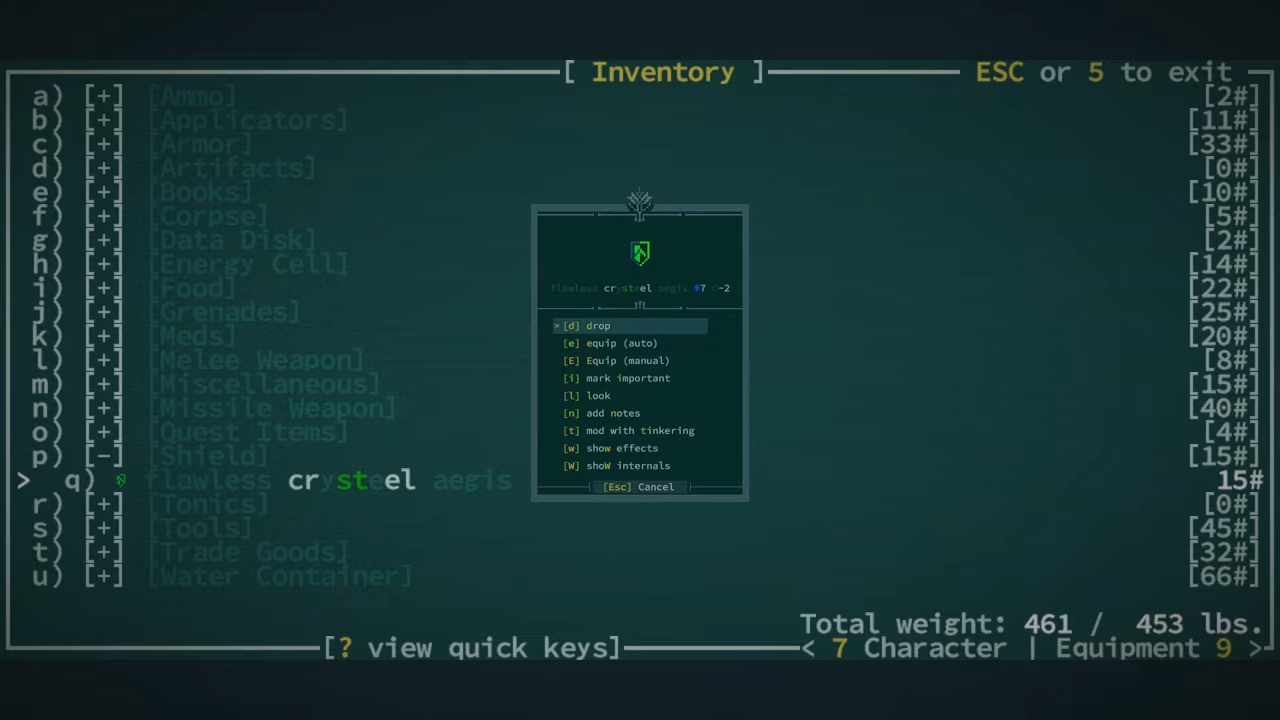 [ Inventory ] ESC or 5 to exit
a) [+] [Ammo] [2#]
b) [+] [Applicators] [11#]
c) [+] [Armor] [33#]
d) [+] [Artifacts] [0#]
e) [+] [Books] [10#]
f) [+] [Corpse] [5#]
g) [+] [Data Disk] [2#]
h) [+] [Energy Cell] [14#]
i) [+] [Food] [22#]
j) [+] [Grenades] [25#]
k) [+] [Meds] [20#]
l) [+] [Melee Weapon] [8#]
m) [+] [Miscellaneous] [15#]
n) [+] [Missile Weapon] [40#]
o) [+] [Quest Items] [4#]
p) [-] [Shield] [15#]
> q) flawless crysteel aegis 15#
r) [+] [Tonics] [0#]
s) [+] [Tools] [45#]
t) [+] [Trade Goods] [32#]
u) [+] [Water Container] [66#]
Total weight: 461 / 453 lbs.
[? view quick keys] < 7 Character | Equipment 9 >
flawless crysteel aegis ♦7 ○-2
> [d] drop
[e] equip (auto)
[E] Equip (manual)
[i] mark important
[l] look
[n] add notes
[t] mod with tinkering
[w] show effects
[W] shoW internals
[Esc] Cancel